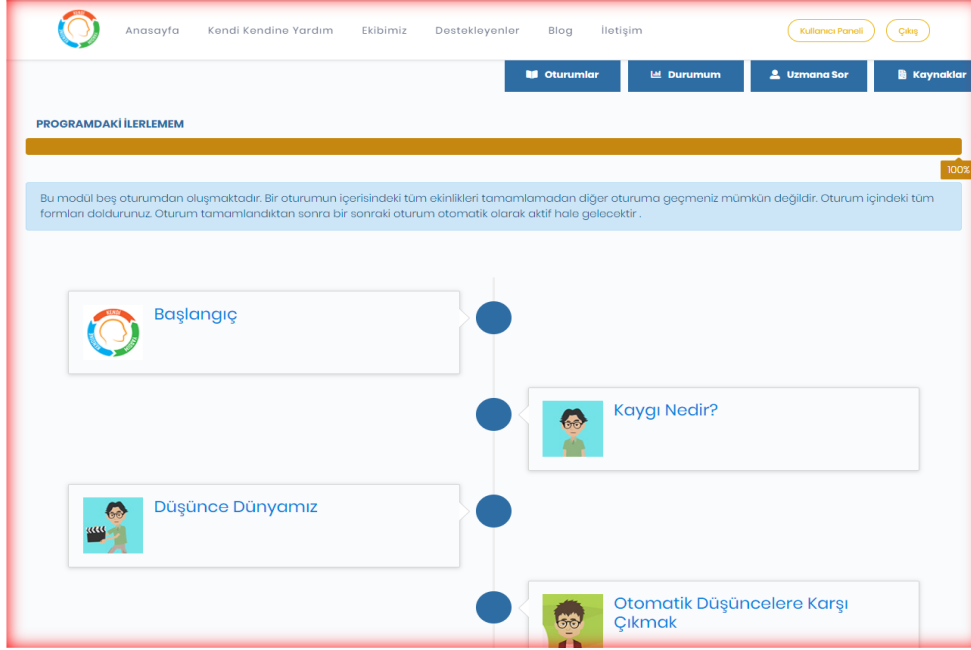 Anasayfa Kendi Kendine Yardım Ekibimiz Destekleyenler Blog İletişim Kullanıcı Paneli Çıkış
Oturumlar Durumum Uzmana Sor Kaynaklar
PROGRAMDAKİ İLERLEMEM
100%
Bu modül beş oturumdan oluşmaktadır. Bir oturumun içerisindeki tüm ekinlikleri tamamlamadan diğer oturuma geçmeniz mümkün değildir. Oturum içindeki tüm
formları doldurunuz. Oturum tamamlandıktan sonra bir sonraki oturum otomatik olarak aktif hale gelecektir .
Başlangıç
Kaygı Nedir?
Düşünce Dünyamız
Otomatik Düşüncelere Karşı
Çıkmak